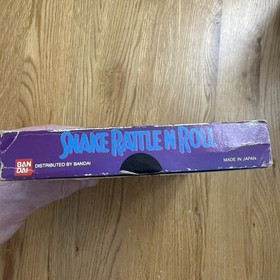 SNAKE RATTLE N ROLL
BAN
DAI
DISTRIBUTED BY BANDAI
MADE IN JAPAN